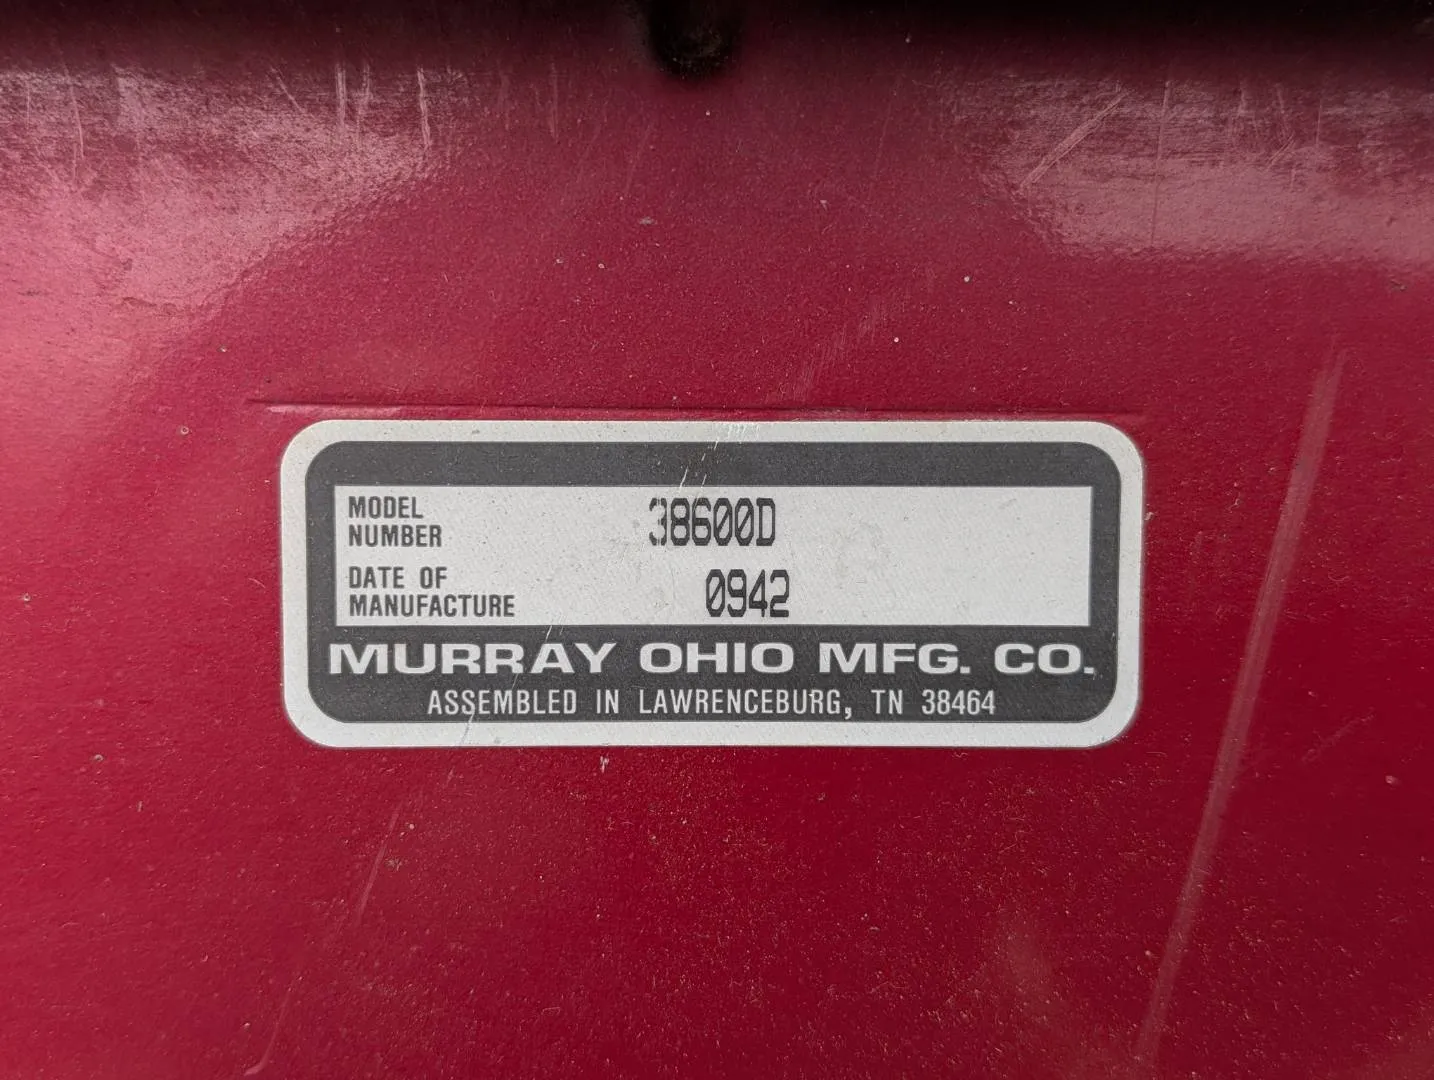 MODEL
NUMBER 38600D
DATE OF
MANUFACTURE 0942
MURRAY OHIO MFG. CO.
ASSEMBLED IN LAWRENCEBURG, TN 38464